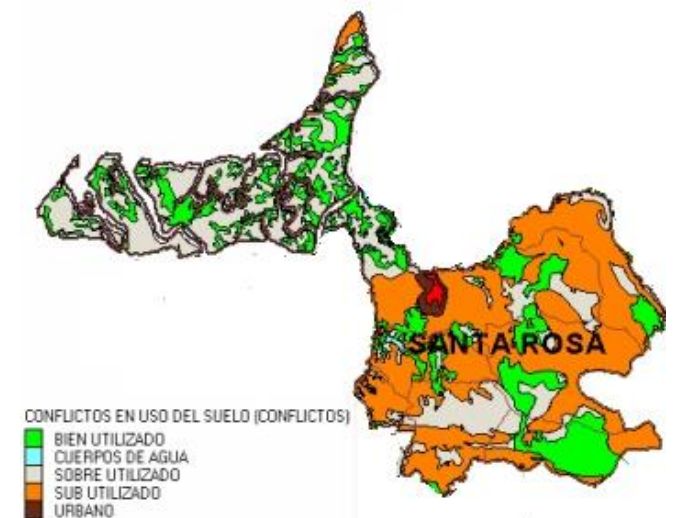 SANTA ROSA
CONFLICTOS EN USO DEL SUELO (CONFLICTOS)
BIEN UTILIZADO
CUERPOS DE AGUA
SOBRE UTILIZADO
SUB UTILIZADO
URBANO